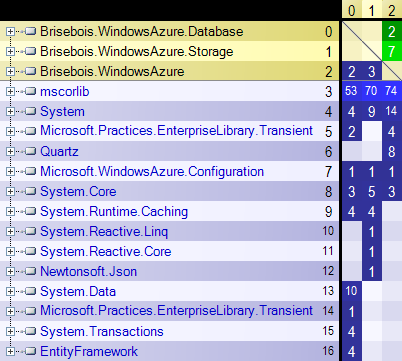 0 1 2
Brisebois.WindowsAzure.Database 0 2
Brisebois.WindowsAzure.Storage 1 7
Brisebois.WindowsAzure 2 2 3
mscorlib 3 53 70 74
System 4 4 9 14
Microsoft.Practices.EnterpriseLibrary.Transient 5 2 4
Quartz 6 8
Microsoft.WindowsAzure.Configuration 7 1 1 1
System.Core 8 3 5 3
System.Runtime.Caching 9 4 4
System.Reactive.Linq 10 1
System.Reactive.Core 11 1
Newtonsoft.Json 12 1
System.Data 13 10
Microsoft.Practices.EnterpriseLibrary.Transient 14 1
System.Transactions 15 4
EntityFramework 16 4